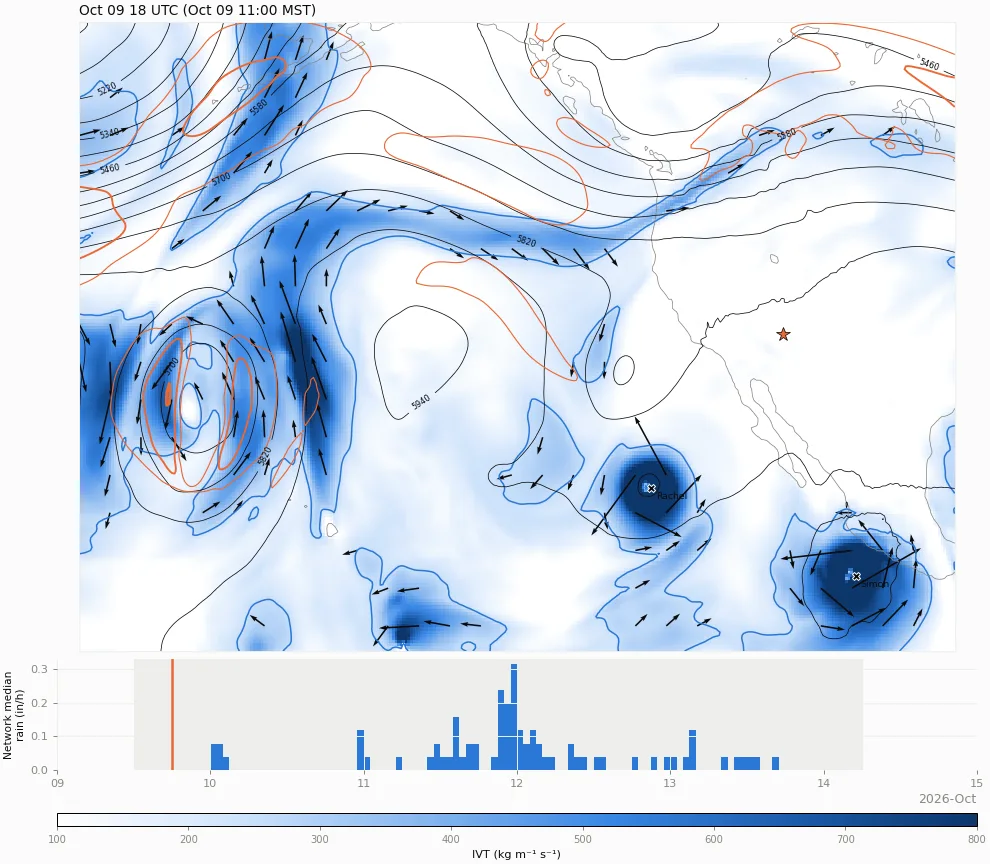 Oct 09 18 UTC (Oct 09 11:00 MST)
5220
5340
5460
5580
5700
5460
5580
5820
5700
5940
5820
Rachel
Simon
Network median
rain (in/h)
0.3
0.2
0.1
0.0
09 10 11 12 13 14 15
2026-Oct
100 200 300 400 500 600 700 800
IVT (kg m⁻¹ s⁻¹)